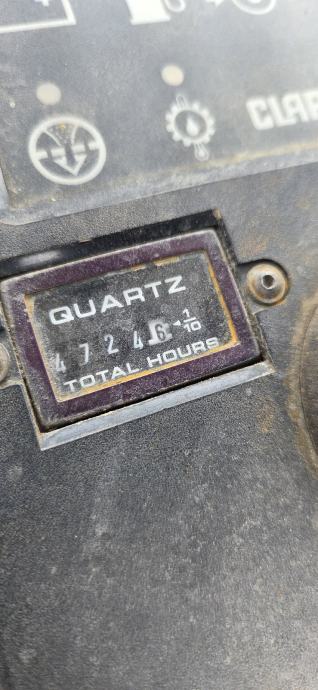 CLAR
QUARTZ
4 7 2 4 6 1/10
TOTAL HOURS